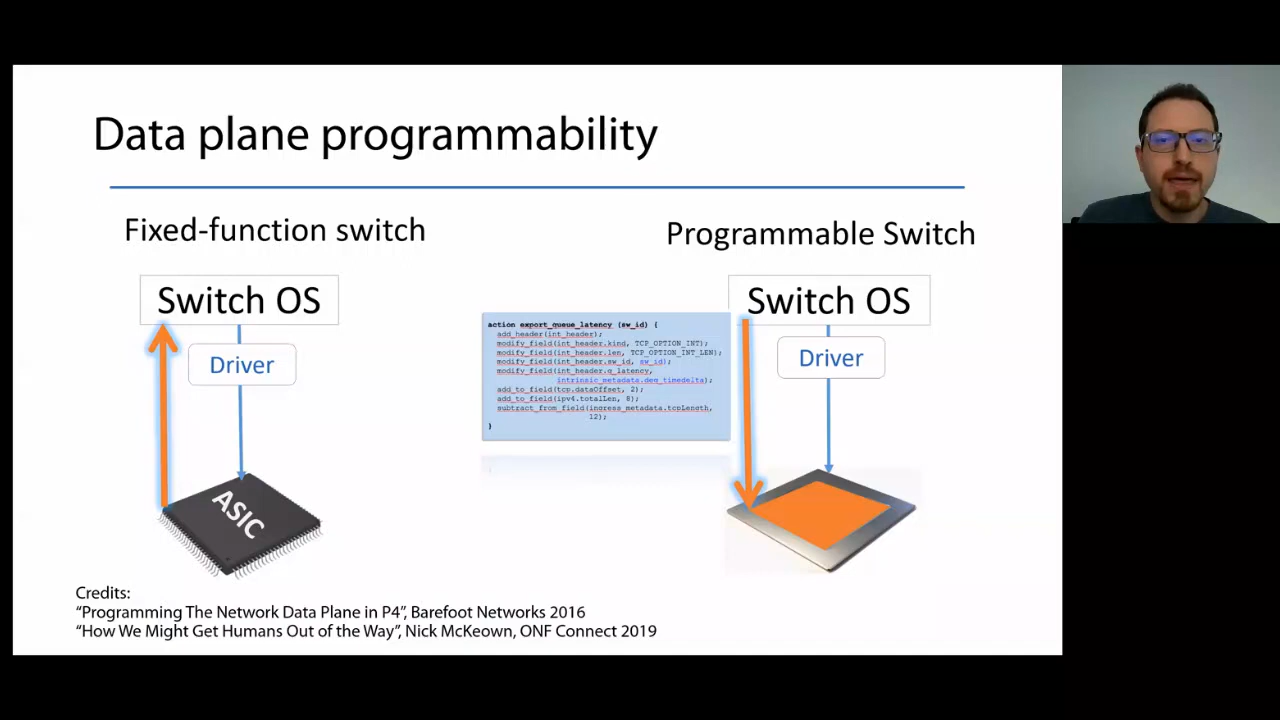 Data plane programmability
Fixed-function switch
Programmable Switch
Switch OS
Driver
ASIC
action export_queue_latency (sw_id) {
add_header(int_header);
modify_field(int_header.kind, TCP_OPTION_INT);
modify_field(int_header.len, TCP_OPTION_INT_LEN);
modify_field(int_header.sw_id, sw_id);
modify_field(int_header.q_latency,
intrinsic_metadata.deq_timedelta);
add_to_field(tcp.dataOffset, 2);
add_to_field(ipv4.totalLen, 8);
subtract_from_field(ingress_metadata.tcpLength,
12);
}
Switch OS
Driver
Credits:
“Programming The Network Data Plane in P4”, Barefoot Networks 2016
“How We Might Get Humans Out of the Way”, Nick McKeown, ONF Connect 2019